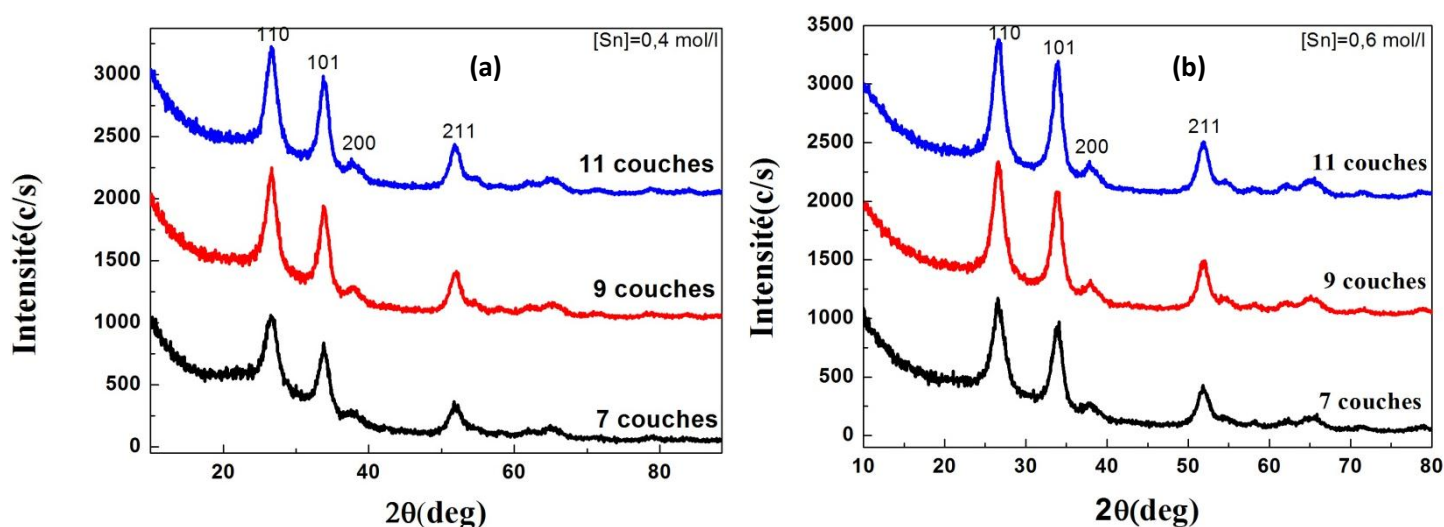 (a)
[Sn]=0,4 mol/l
110
101
200
211
11 couches
9 couches
7 couches
Intensité(c/s)
3000
2500
2000
1500
1000
500
0
20
40
60
80
2θ(deg)
(b)
[Sn]=0,6 mol/l
110
101
200
211
11 couches
9 couches
7 couches
Intensité(c/s)
3500
3000
2500
2000
1500
1000
500
0
10
20
30
40
50
60
70
80
2θ(deg)